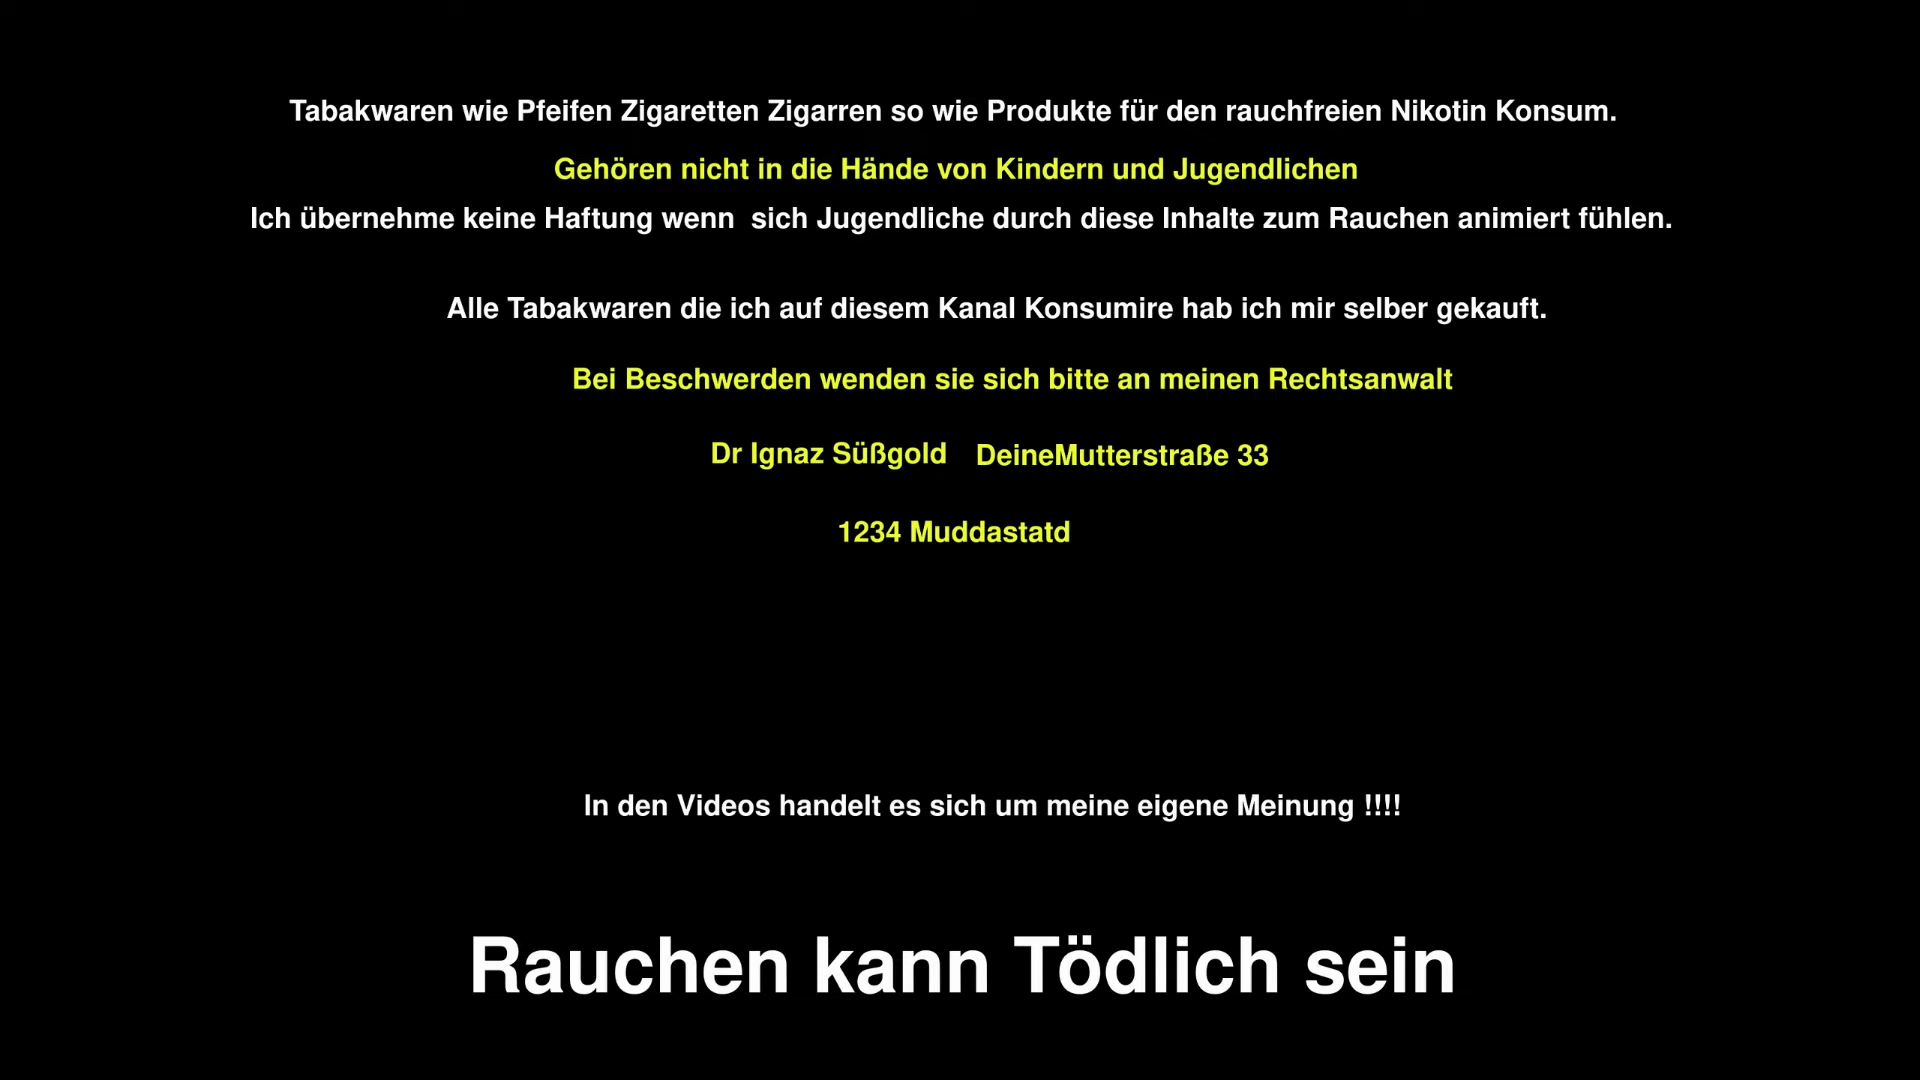 Tabakwaren wie Pfeifen Zigaretten Zigarren so wie Produkte für den rauchfreien Nikotin Konsum.
Gehören nicht in die Hände von Kindern und Jugendlichen
Ich übernehme keine Haftung wenn  sich Jugendliche durch diese Inhalte zum Rauchen animiert fühlen.
Alle Tabakwaren die ich auf diesem Kanal Konsumire hab ich mir selber gekauft.
Bei Beschwerden wenden sie sich bitte an meinen Rechtsanwalt
Dr Ignaz Süßgold DeineMutterstraße 33
1234 Muddastatd
In den Videos handelt es sich um meine eigene Meinung !!!!
Rauchen kann Tödlich sein